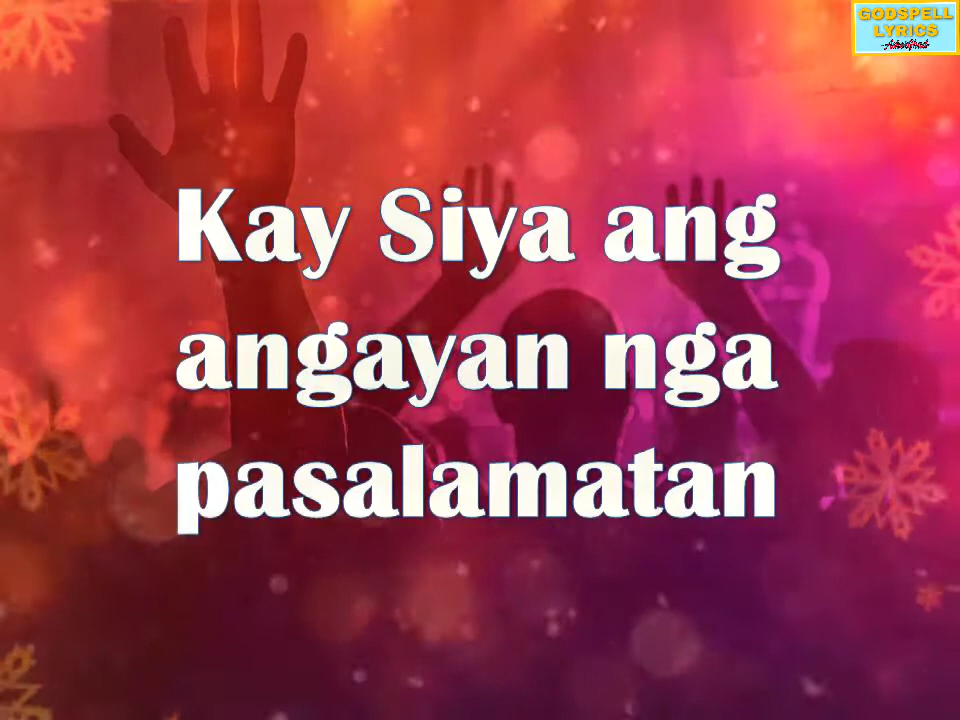 GODSPELL
LYRICS
Kay Siya ang
angayan nga
pasalamatan